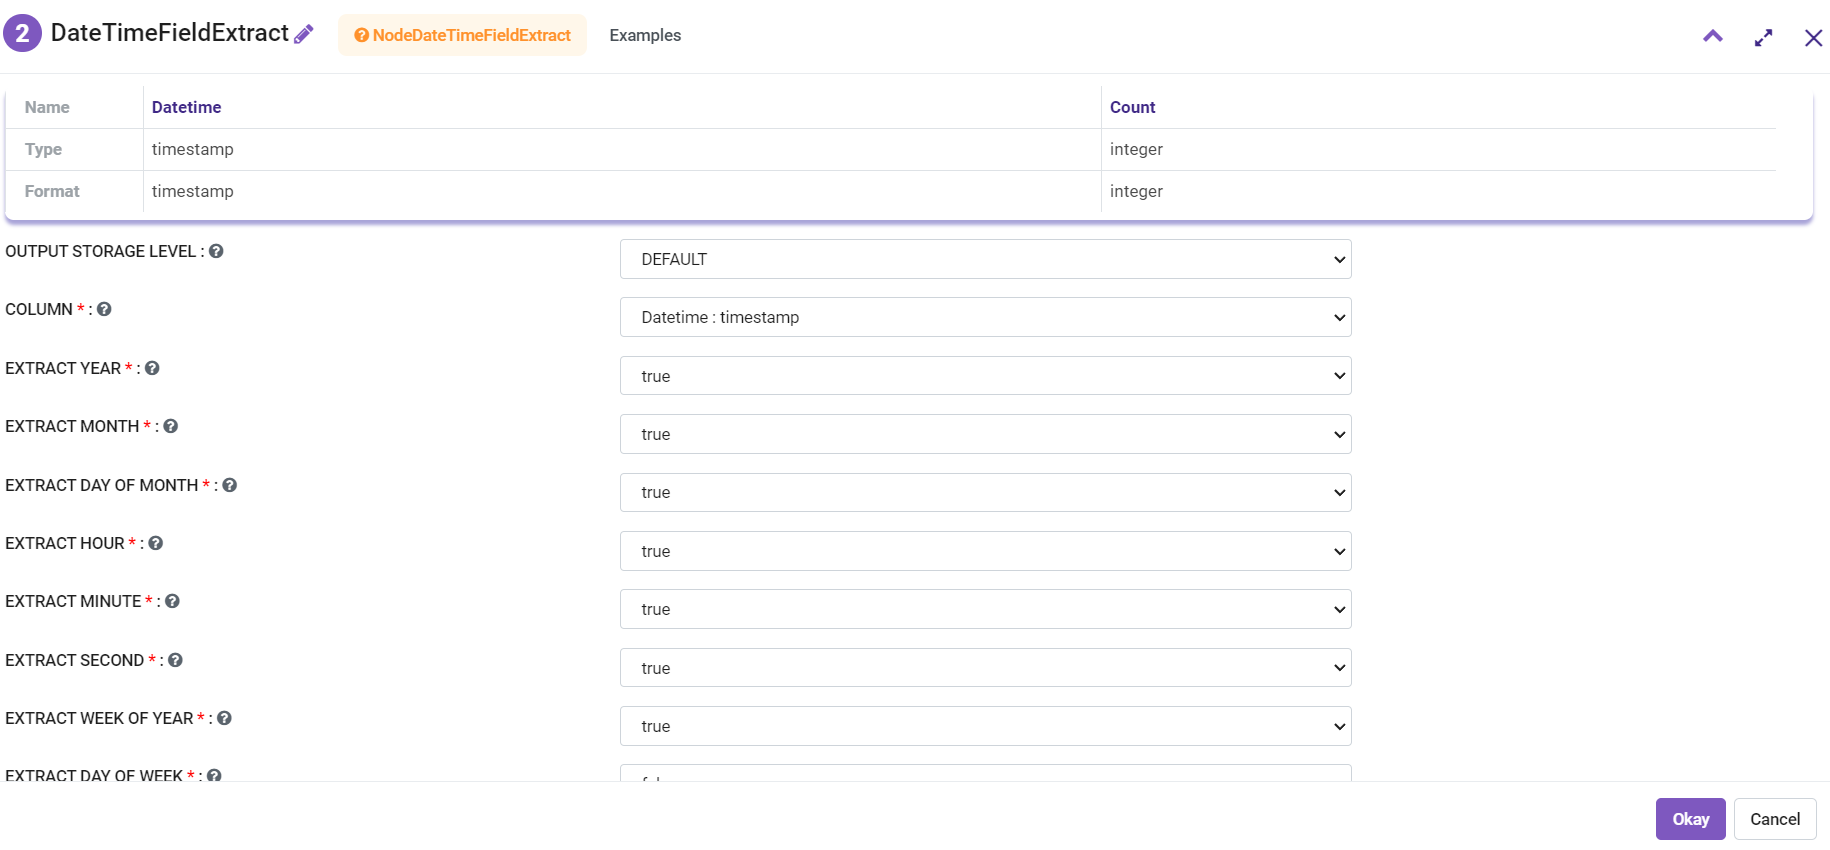 2 DateTimeFieldExtract NodeDateTimeFieldExtract Examples
Name Datetime Count
Type timestamp integer
Format timestamp integer
OUTPUT STORAGE LEVEL : DEFAULT
COLUMN * : Datetime : timestamp
EXTRACT YEAR * : true
EXTRACT MONTH * : true
EXTRACT DAY OF MONTH * : true
EXTRACT HOUR * : true
EXTRACT MINUTE * : true
EXTRACT SECOND * : true
EXTRACT WEEK OF YEAR * : true
EXTRACT DAY OF WEEK * :
Okay Cancel